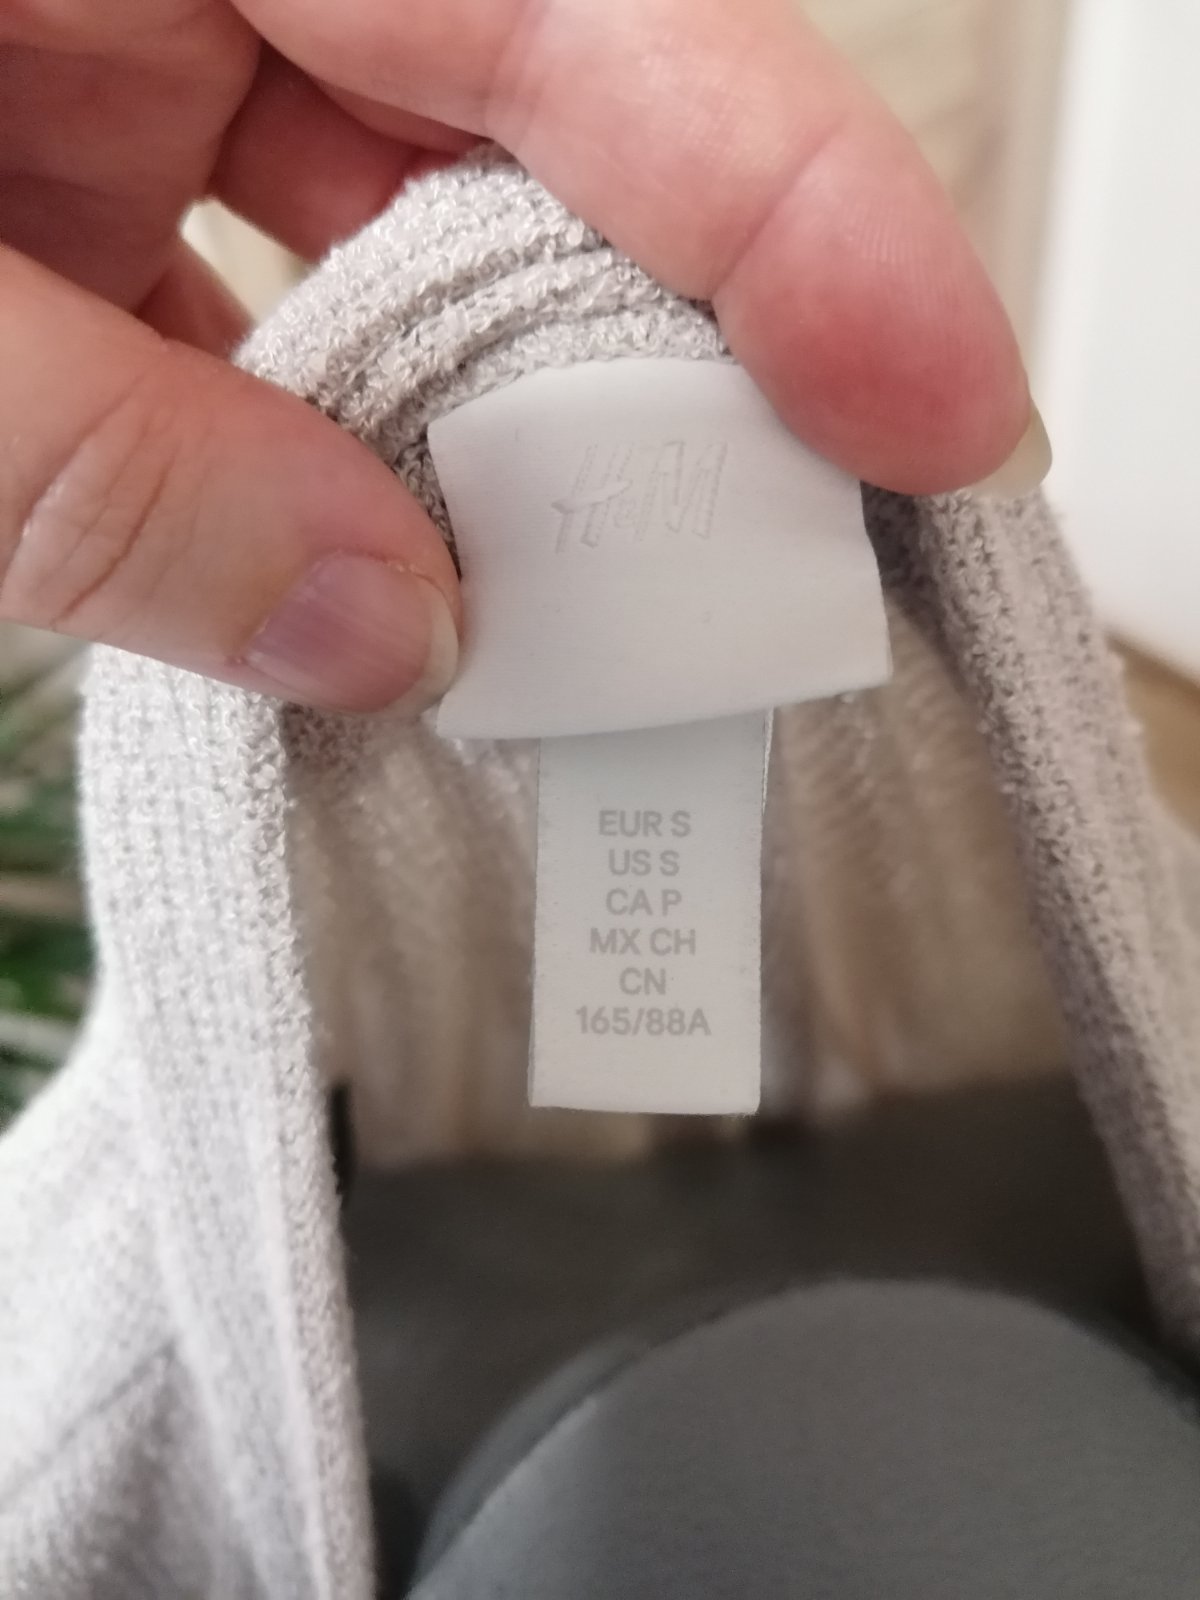 H&M
EUR S
US S
CA P
MX CH
CN
165/88A